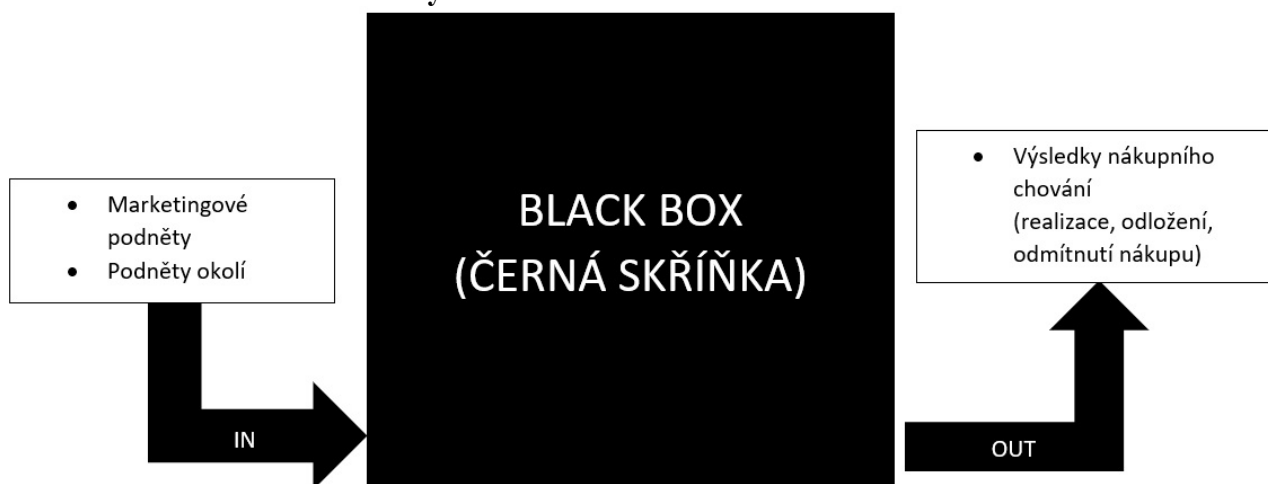 • Marketingové
podněty
• Podněty okolí
IN
BLACK BOX
(ČERNÁ SKŘÍŇKA)
• Výsledky nákupního
chování
(realizace, odložení,
odmítnutí nákupu)
OUT